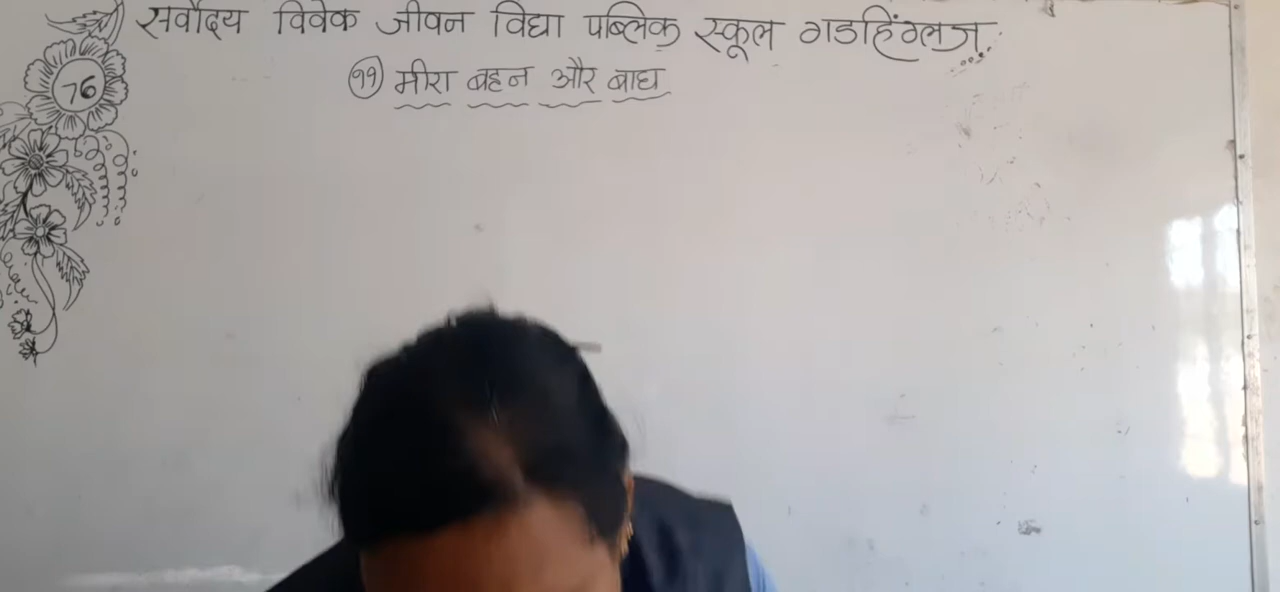 सर्वोदय विवेक जीवन विद्या पब्लिक स्कूल गडहिंग्लज.
76
११ मीरा बहन और बाघ